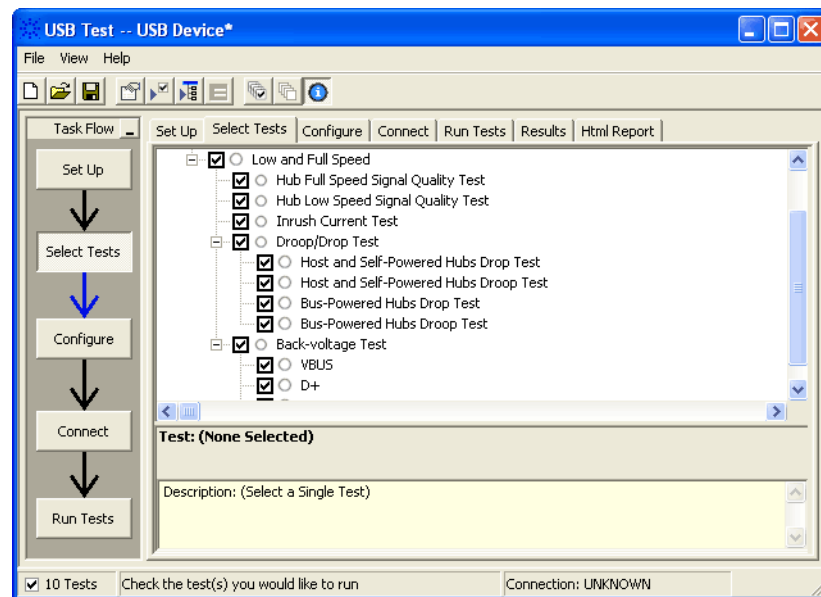 USB Test -- USB Device*
File View Help
Task Flow
Set Up
Select Tests
Configure
Connect
Run Tests
Set Up Select Tests Configure Connect Run Tests Results Html Report
Low and Full Speed
Hub Full Speed Signal Quality Test
Hub Low Speed Signal Quality Test
Inrush Current Test
Droop/Drop Test
Host and Self-Powered Hubs Drop Test
Host and Self-Powered Hubs Droop Test
Bus-Powered Hubs Drop Test
Bus-Powered Hubs Droop Test
Back-voltage Test
VBUS
D+
Test: (None Selected)
Description: (Select a Single Test)
10 Tests Check the test(s) you would like to run Connection: UNKNOWN